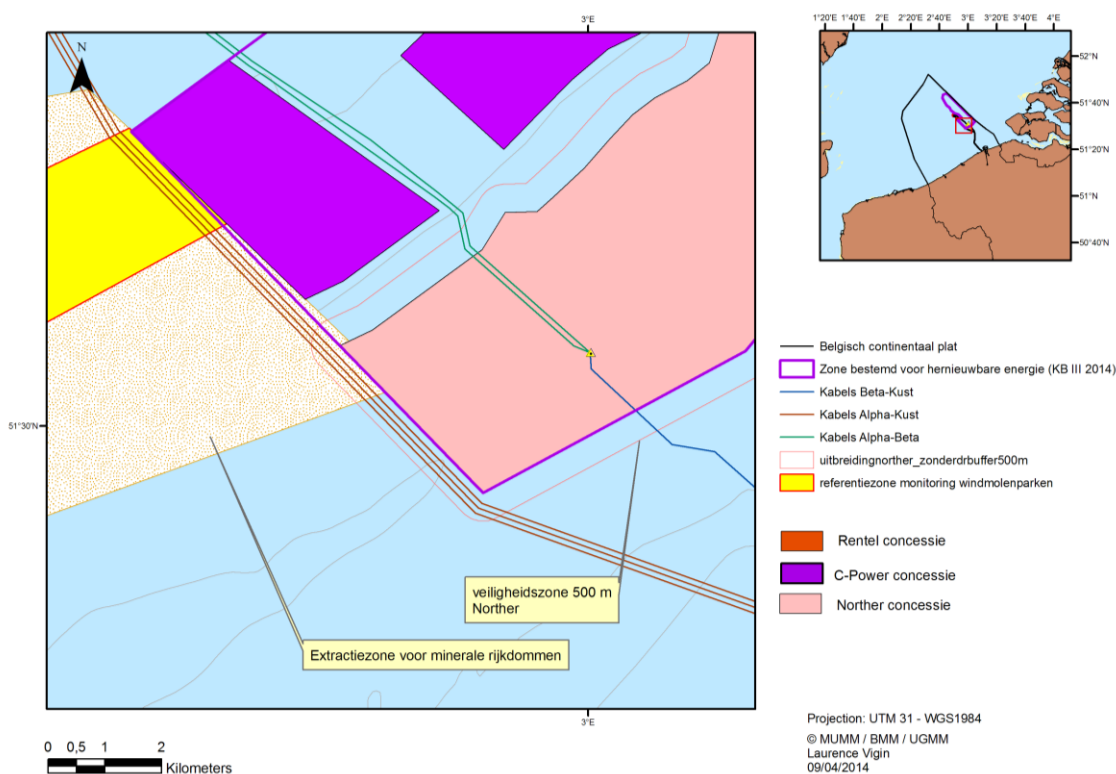 3°E
N
51°30'N
veiligheidszone 500 m
Norther
Extractiezone voor minerale rijkdommen
3°E
0 0,5 1 2
Kilometers
1°20'E 1°40'E 2°E 2°20'E 2°40'E 3°E 3°20'E 3°40'E 4°E
52°N
51°40'N
51°20'N
51°N
50°40'N
Belgisch continentaal plat
Zone bestemd voor hernieuwbare energie (KB III 2014)
Kabels Beta-Kust
Kabels Alpha-Kust
Kabels Alpha-Beta
uitbreidingnorther_zonderdrbuffer500m
referentiezone monitoring windmolenparken
Rentel concessie
C-Power concessie
Norther concessie
Projection: UTM 31 - WGS1984
© MUMM / BMM / UGMM
Laurence Vigin
09/04/2014